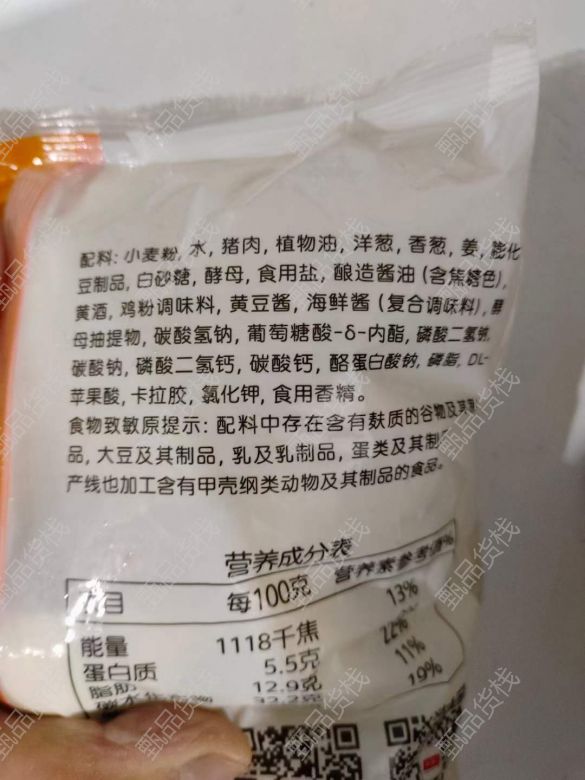 配料: 小麦粉, 水, 猪肉, 植物油, 洋葱, 香葱, 姜, 膨化
豆制品, 白砂糖, 酵母, 食用盐, 酿造酱油 (含焦糖色),
黄酒, 鸡粉调味料, 黄豆酱, 海鲜酱 (复合调味料), 酵
母抽提物, 碳酸氢钠, 葡萄糖酸-δ-内酯, 磷酸二氢钠,
碳酸钠, 磷酸二氢钙, 碳酸钙, 酪蛋白酸钠, 磷脂, DL-
苹果酸, 卡拉胶, 氯化钾, 食用香精。
食物致敏原提示: 配料中存在含有麸质的谷物及其制
品, 大豆及其制品, 乳及乳制品, 蛋类及其制
产线也加工含有甲壳纲类动物及其制品的食品。
营养成分表
目 每100克 营养素参考值%
能量 1118千焦 13%
蛋白质 5.5克
脂肪 12.9克 22% 11%
33.2克 19%
甄品货栈